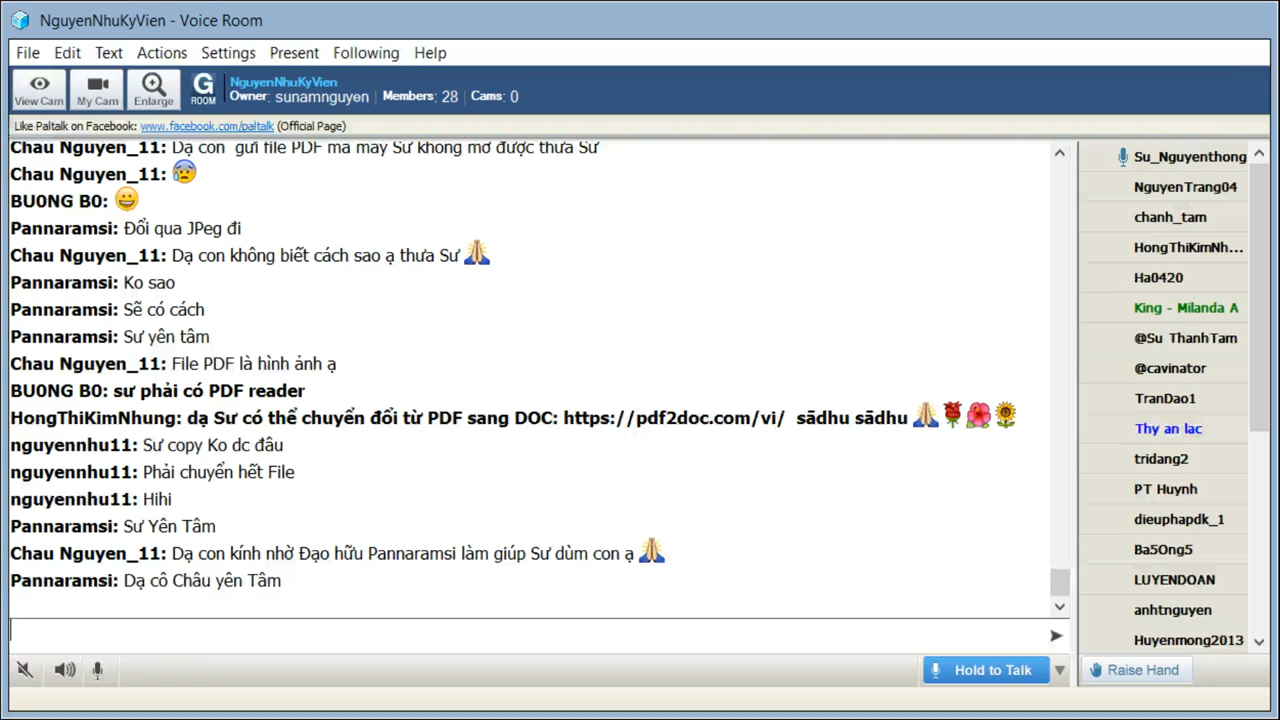 NguyenNhuKyVien - Voice Room
File Edit Text Actions Settings Present Following Help
View Cam My Cam Enlarge G ROOM
NguyenNhuKyVien
Owner: sunamnguyen Members: 28 Cams: 0
Like Paltalk on Facebook: www.facebook.com/paltalk (Official Page)
Chau Nguyen_11: Dạ con gửi file PDF mà máy Sư không mở được thưa Sư
Chau Nguyen_11:
BU0NG B0:
Pannaramsi: Đổi qua JPeg đi
Chau Nguyen_11: Dạ con không biết cách sao ạ thưa Sư
Pannaramsi: Ko sao
Pannaramsi: Sẽ có cách
Pannaramsi: Sư yên tâm
Chau Nguyen_11: File PDF là hình ảnh ạ
BU0NG B0: sư phải có PDF reader
HongThiKimNhung: dạ Sư có thể chuyển đổi từ PDF sang DOC: https://pdf2doc.com/vi/ sādhu sādhu
nguyennhu11: Sư copy Ko dc đâu
nguyennhu11: Phải chuyển hết File
nguyennhu11: Hihi
Pannaramsi: Sư Yên Tâm
Chau Nguyen_11: Dạ con kính nhờ Đạo hữu Pannaramsi làm giúp Sư dùm con ạ
Pannaramsi: Dạ cô Châu yên Tâm
Su_Nguyenthong
NguyenTrang04
chanh_tam
HongThiKimNh...
Ha0420
King - Milanda A
@Su ThanhTam
@cavinator
TranDao1
Thy an lac
tridang2
PT Huynh
dieuphapdk_1
Ba5Ong5
LUYENDOAN
anhtnguyen
Huyenmong2013
Hold to Talk
Raise Hand